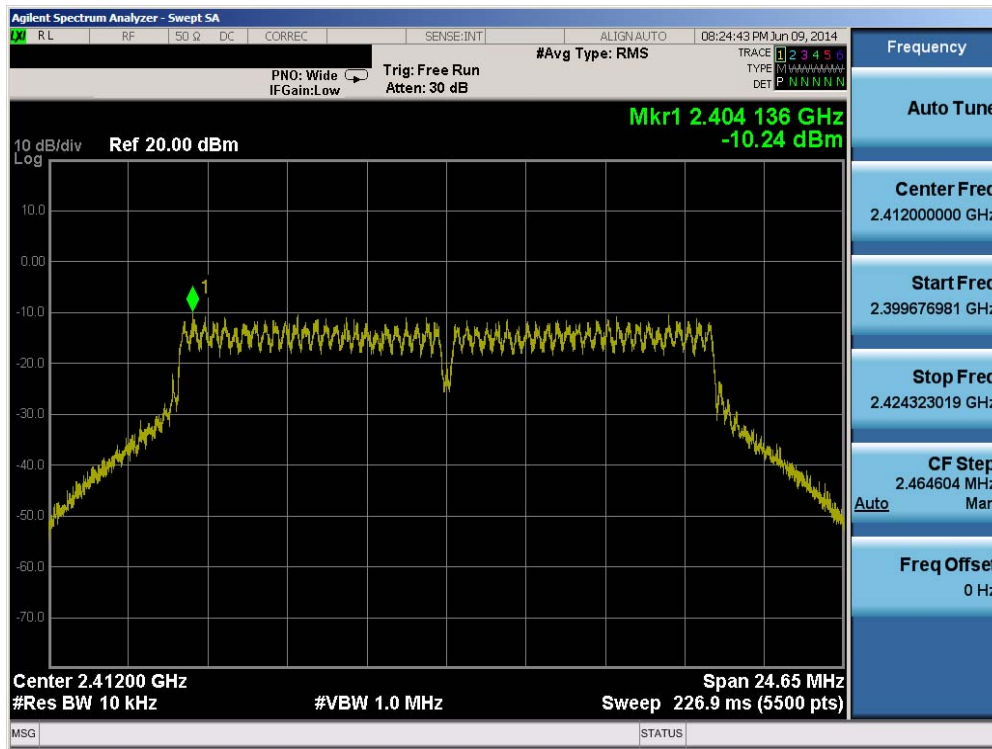 Agilent Spectrum Analyzer - Swept SA
LXI RL RF 50 Ω DC CORREC SENSE:INT ALIGNAUTO 08:24:43 PM Jun 09, 2014
Frequency
#Avg Type: RMS TRACE 1 2 3 4 5 6
PNO: Wide Trig: Free Run TYPE M WWWWW
IFGain:Low Atten: 30 dB DET P N N N N N
Auto Tune
Mkr1 2.404 136 GHz
10 dB/div Ref 20.00 dBm -10.24 dBm
Log
Center Freq
2.412000000 GHz
10.0
0.00
Start Freq
2.399676981 GHz
1
-10.0
-20.0
Stop Freq
2.424323019 GHz
-30.0
-40.0
CF Step
2.464604 MHz
Auto Man
-50.0
-60.0
Freq Offset
0 Hz
-70.0
Center 2.41200 GHz Span 24.65 MHz
#Res BW 10 kHz #VBW 1.0 MHz Sweep 226.9 ms (5500 pts)
MSG STATUS